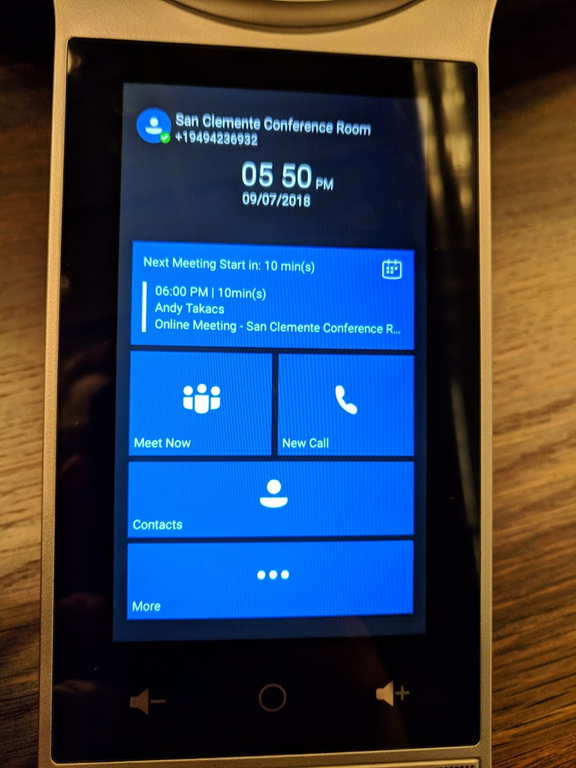 San Clemente Conference Room
+19494236932
05 50 PM
09/07/2018
Next Meeting Start in: 10 min(s)
06:00 PM | 10min(s)
Andy Takacs
Online Meeting - San Clemente Conference R...
Meet Now
New Call
Contacts
More